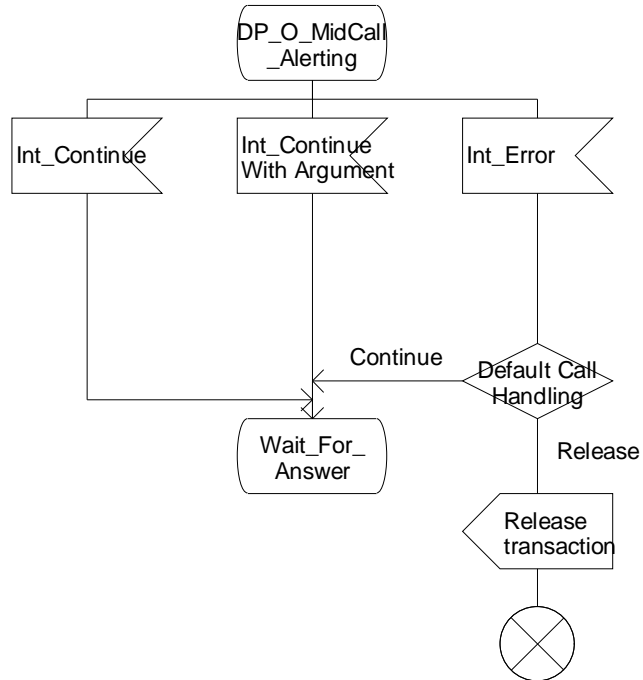 DP_O_MidCall
_Alerting
Int_Continue
Int_Continue
With Argument
Int_Error
Continue
Default Call
Handling
Wait_For_
Answer
Release
Release
transaction